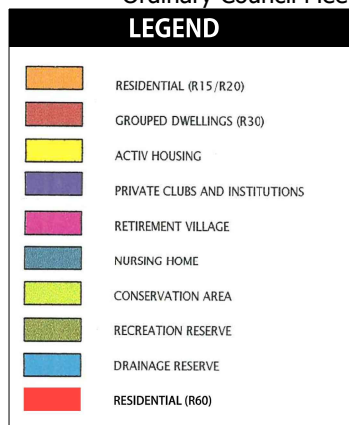 Ordinary Council Mee
LEGEND
RESIDENTIAL (R15/R20)
GROUPED DWELLINGS (R30)
ACTIV HOUSING
PRIVATE CLUBS AND INSTITUTIONS
RETIREMENT VILLAGE
NURSING HOME
CONSERVATION AREA
RECREATION RESERVE
DRAINAGE RESERVE
RESIDENTIAL (R60)